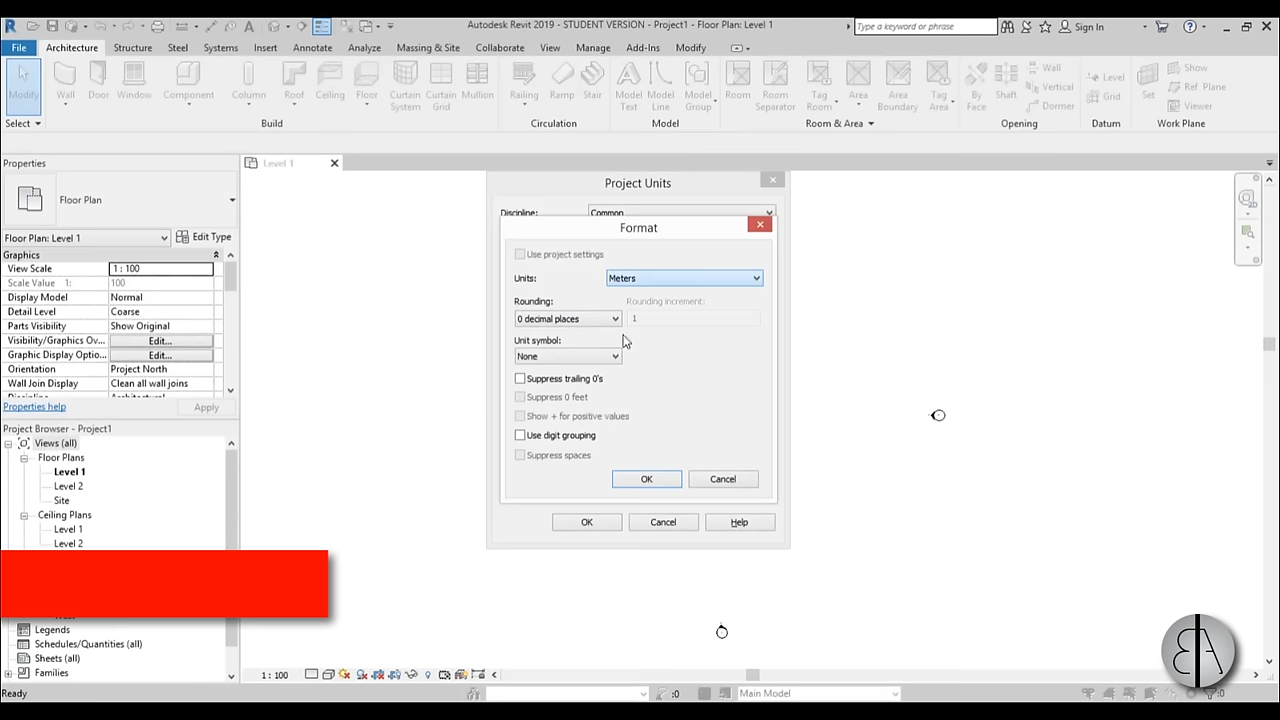 Autodesk Revit 2019 - STUDENT VERSION - Project1 - Floor Plan: Level 1
Type a keyword or phrase
Sign In
File Architecture Structure Steel Systems Insert Annotate Analyze Massing & Site Collaborate View Manage Add-Ins Modify
Modify Wall Door Window Component Column Roof Ceiling Floor Curtain System Curtain Grid Mullion Railing Ramp Stair Model Text Model Line Model Group Room Room Separator Tag Room Area Area Boundary Tag Area By Face Shaft Wall Vertical Dormer Level Grid Set Show Ref Plane Viewer
Select Build Circulation Model Room & Area Opening Datum Work Plane
Properties
Level 1
Floor Plan
Floor Plan: Level 1 Edit Type
Graphics
View Scale 1 : 100
Scale Value 1: 100
Display Model Normal
Detail Level Coarse
Parts Visibility Show Original
Visibility/Graphics Ov... Edit...
Graphic Display Optio... Edit...
Orientation Project North
Wall Join Display Clean all wall joins
Properties help Apply
Project Browser - Project1
Views (all)
Floor Plans
Level 1
Level 2
Site
Ceiling Plans
Level 1
Level 2
Legends
Schedules/Quantities (all)
Sheets (all)
Families
Project Units
Discipline: Common
Format
Use project settings
Units: Meters
Rounding: Rounding increment:
0 decimal places 1
Unit symbol:
None
Suppress trailing 0's
Suppress 0 feet
Show + for positive values
Use digit grouping
Suppress spaces
OK Cancel
OK Cancel Help
BA
1 : 100
Ready :0 Main Model :0